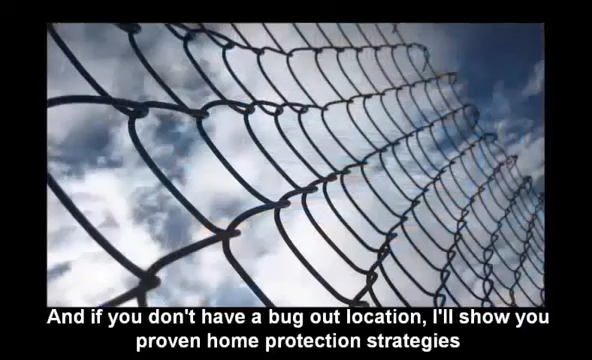 And if you don't have a bug out location, I'll show you
proven home protection strategies